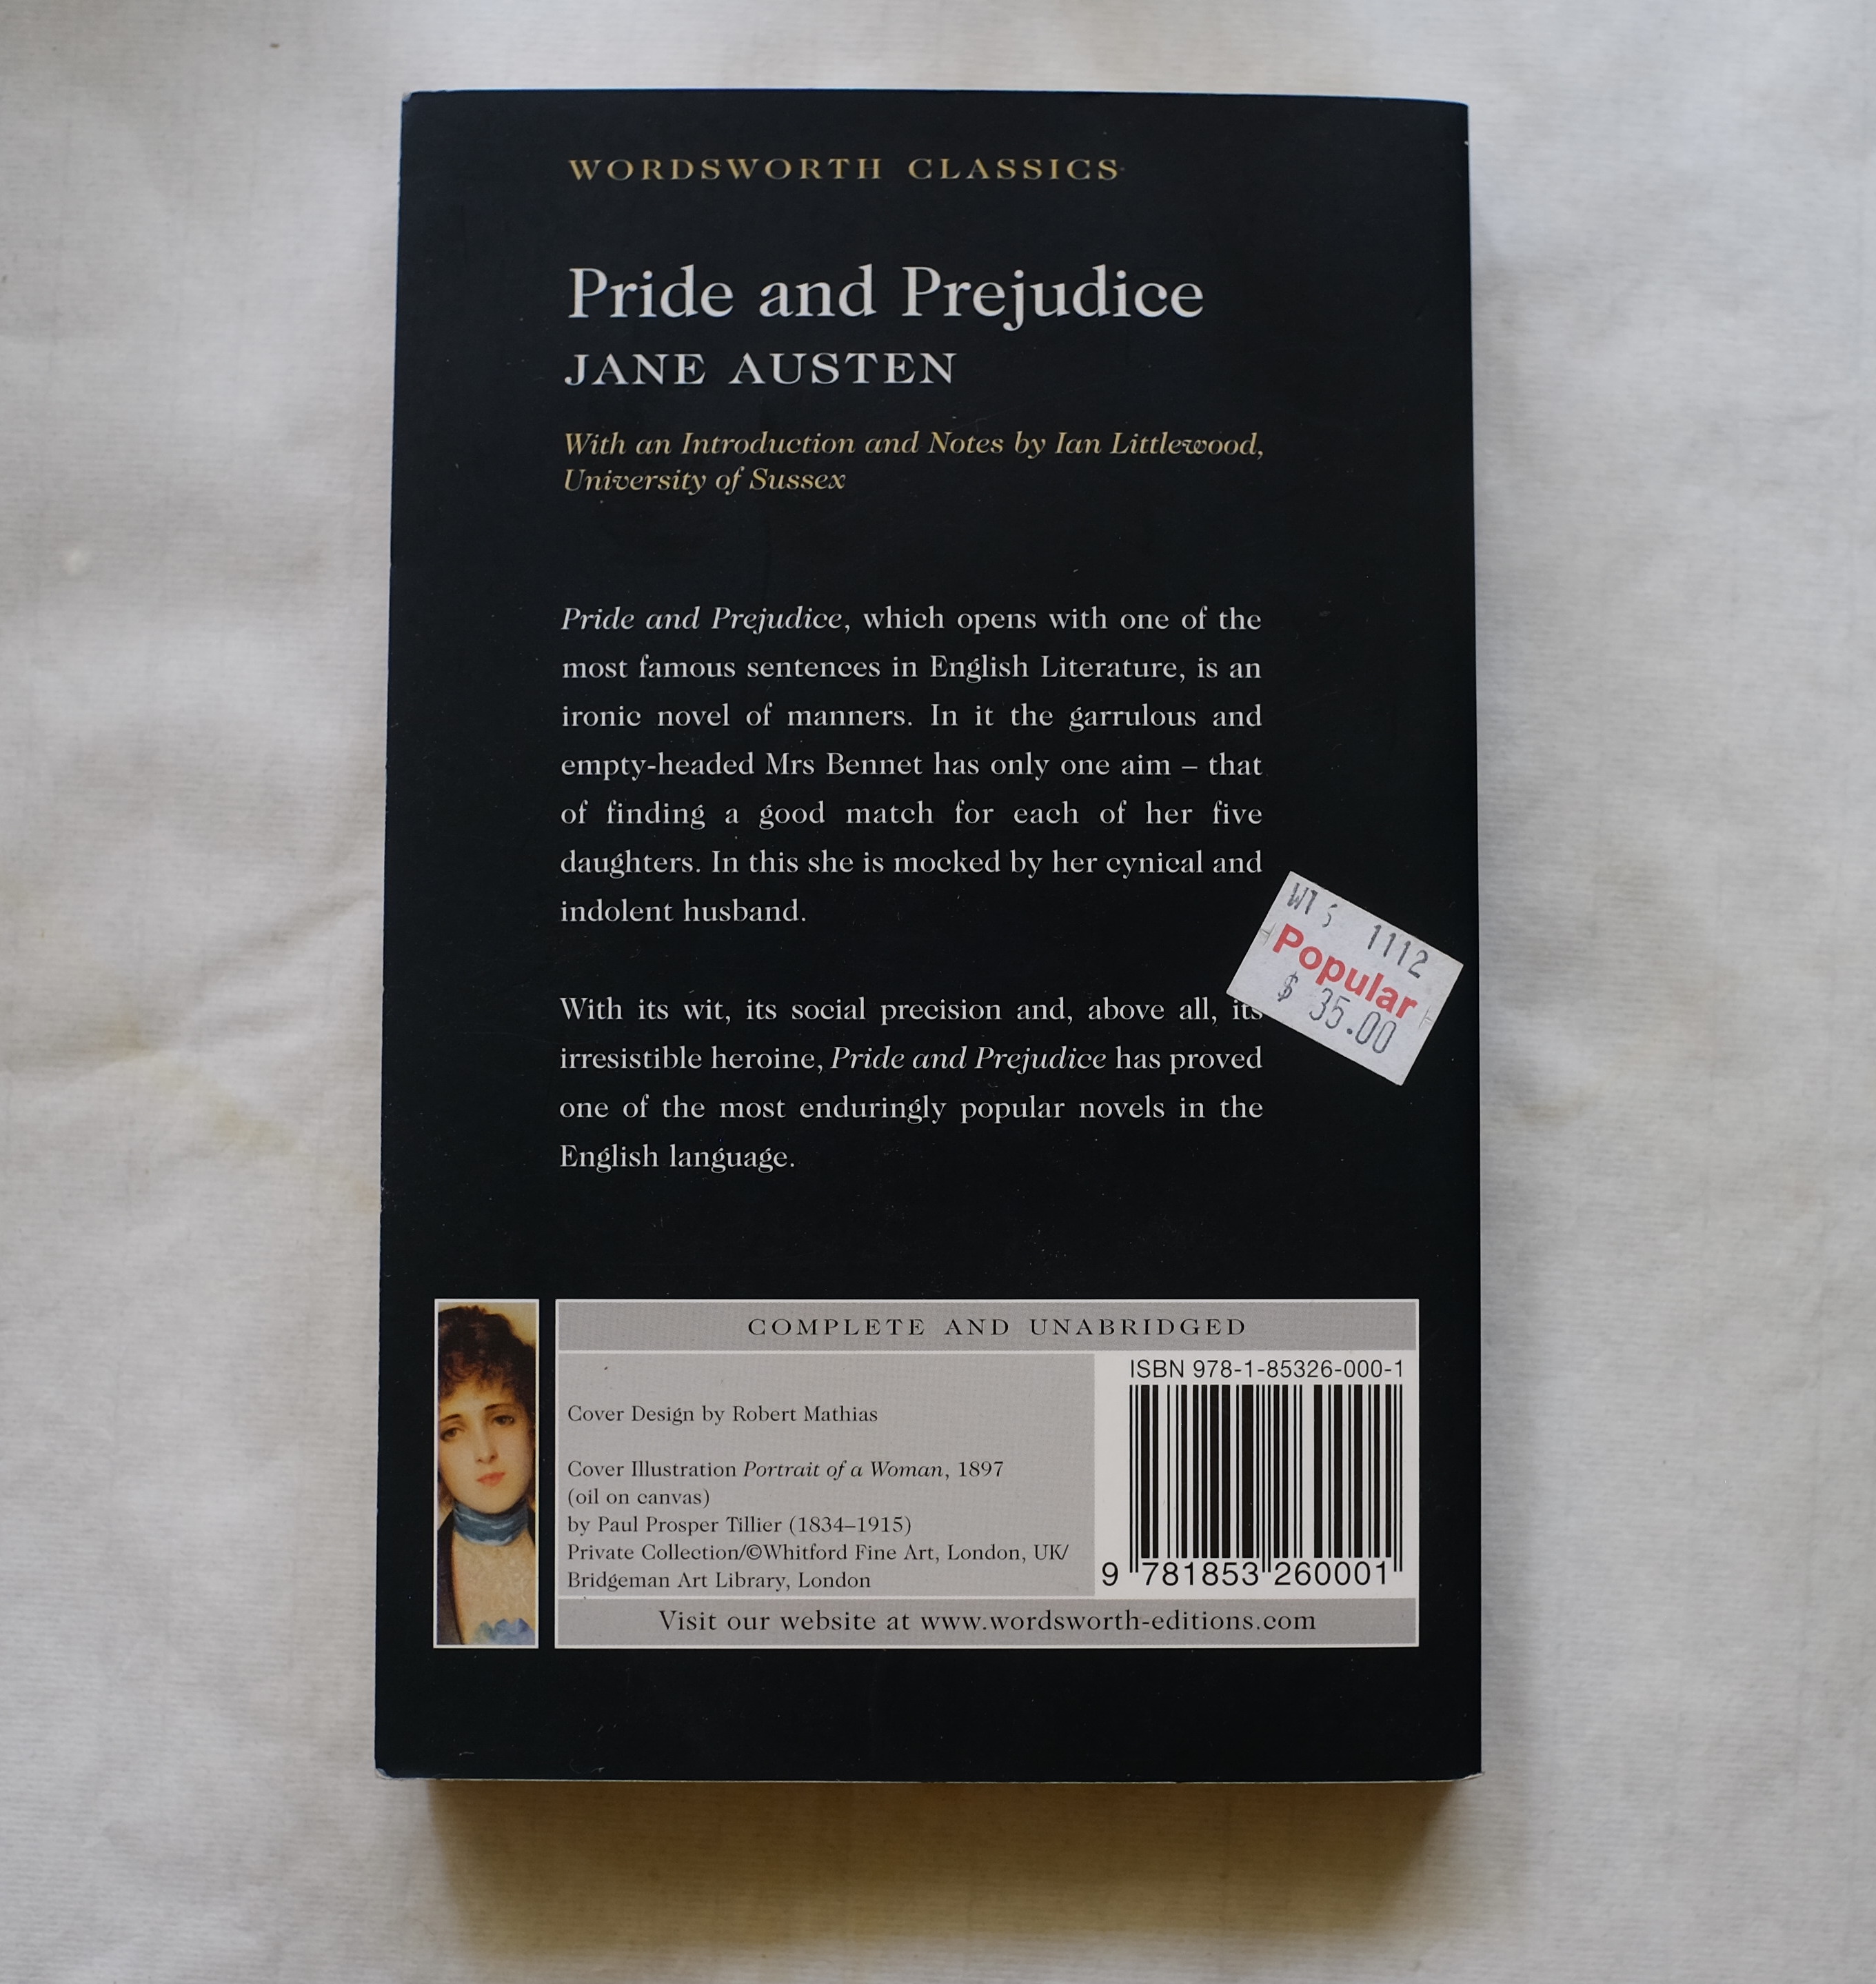 WORDSWORTH CLASSICS
Pride and Prejudice
JANE AUSTEN
With an Introduction and Notes by Ian Littlewood,
University of Sussex
Pride and Prejudice, which opens with one of the
most famous sentences in English Literature, is an
ironic novel of manners. In it the garrulous and
empty-headed Mrs Bennet has only one aim – that
of finding a good match for each of her five
daughters. In this she is mocked by her cynical and
indolent husband.
With its wit, its social precision and, above all, its
irresistible heroine, Pride and Prejudice has proved
one of the most enduringly popular novels in the
English language.
1112
Popular
$ 35.00
COMPLETE AND UNABRIDGED
Cover Design by Robert Mathias
Cover Illustration Portrait of a Woman, 1897
(oil on canvas)
by Paul Prosper Tillier (1834–1915)
Private Collection/©Whitford Fine Art, London, UK/
Bridgeman Art Library, London
ISBN 978-1-85326-000-1
9 781853 260001
Visit our website at www.wordsworth-editions.com